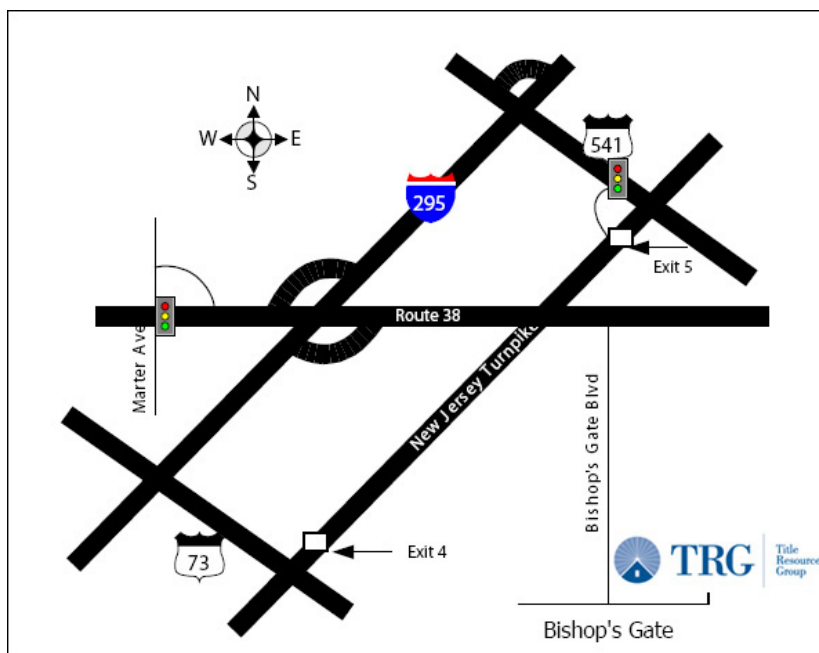 N
W
E
S
541
295
Exit 5
Route 38
Marter Ave
New Jersey Turnpike
Bishop's Gate Blvd
73
Exit 4
TRG
Title
Resource
Group
Bishop's Gate